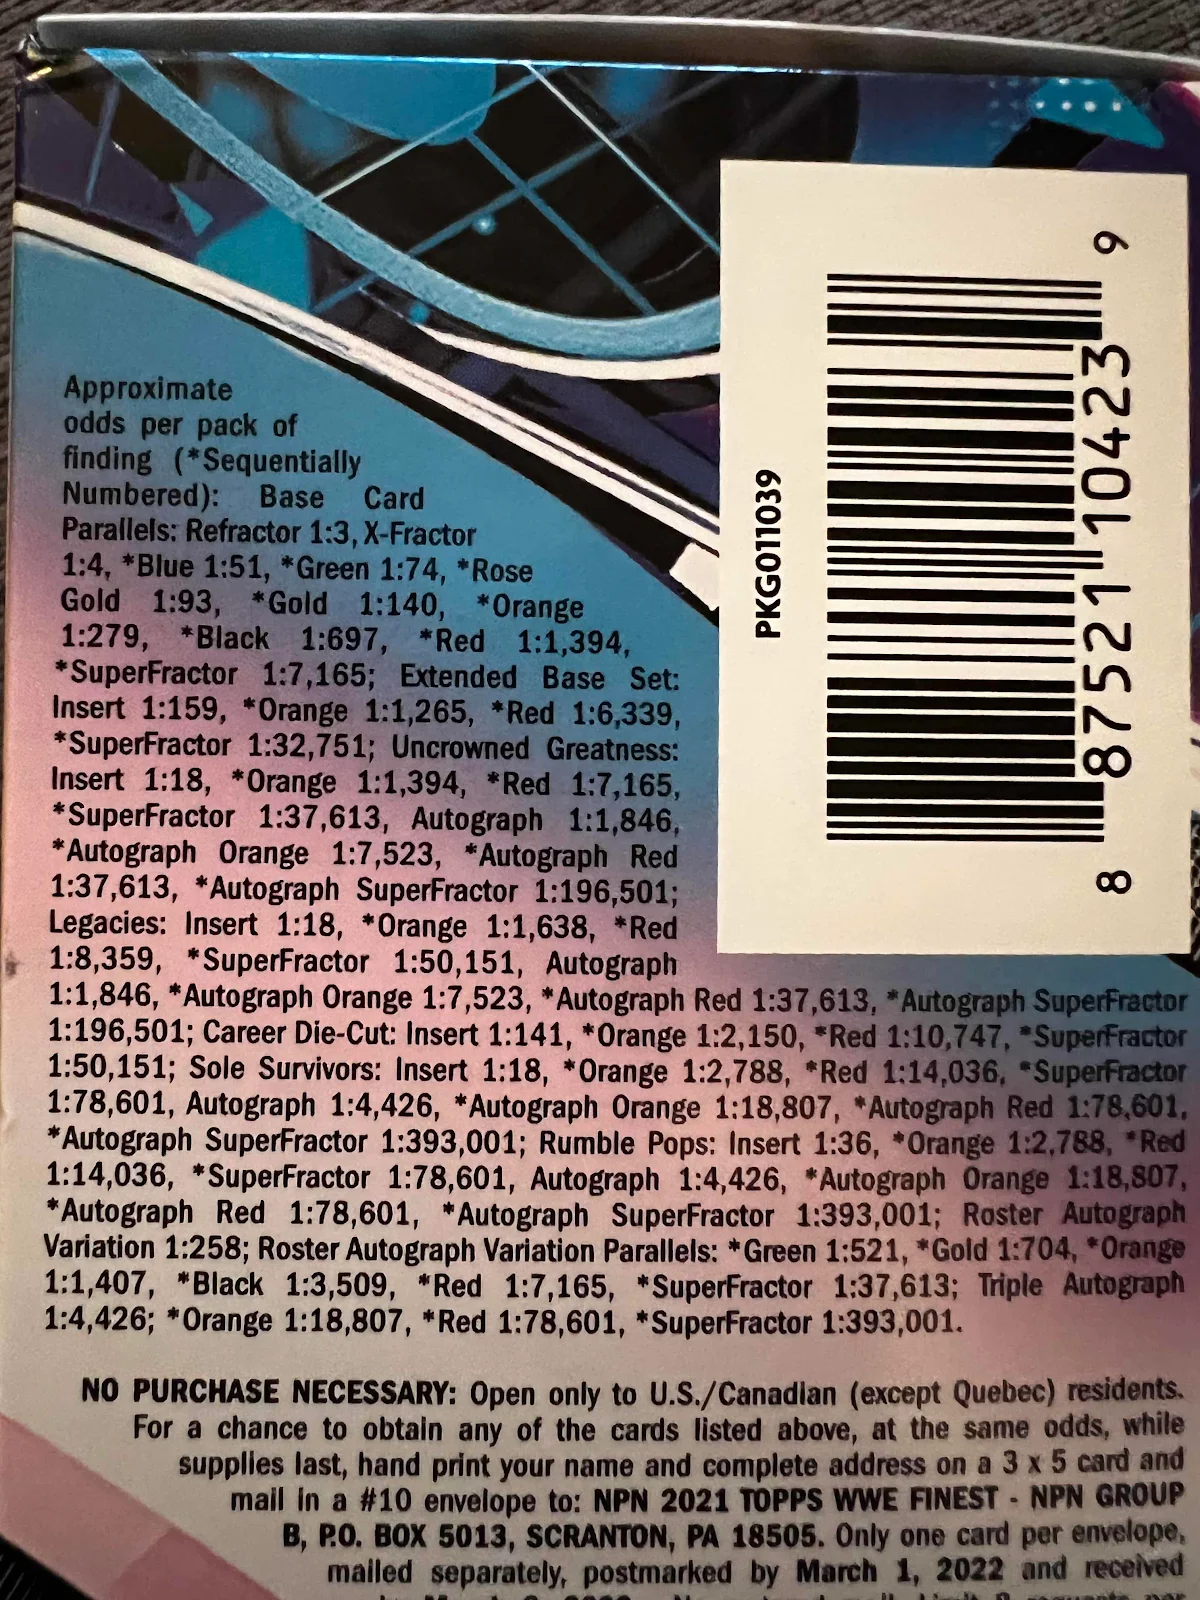 Approximate
odds per pack of
finding (*Sequentially
Numbered): Base Card
Parallels: Refractor 1:3, X-Fractor
1:4, *Blue 1:51, *Green 1:74, *Rose
Gold 1:93, *Gold 1:140, *Orange
1:279, *Black 1:697, *Red 1:1,394,
*SuperFractor 1:7,165; Extended Base Set:
Insert 1:159, *Orange 1:1,265, *Red 1:6,339,
*SuperFractor 1:32,751; Uncrowned Greatness:
Insert 1:18, *Orange 1:1,394, *Red 1:7,165,
*SuperFractor 1:37,613, Autograph 1:1,846,
*Autograph Orange 1:7,523, *Autograph Red
1:37,613, *Autograph SuperFractor 1:196,501;
Legacies: Insert 1:18, *Orange 1:1,638, *Red
1:8,359, *SuperFractor 1:50,151, Autograph
1:1,846, *Autograph Orange 1:7,523, *Autograph Red 1:37,613, *Autograph SuperFractor
1:196,501; Career Die-Cut: Insert 1:141, *Orange 1:2,150, *Red 1:10,747, *SuperFractor
1:50,151; Sole Survivors: Insert 1:18, *Orange 1:2,788, *Red 1:14,036, *SuperFractor
1:78,601, Autograph 1:4,426, *Autograph Orange 1:18,807, *Autograph Red 1:78,601,
*Autograph SuperFractor 1:393,001; Rumble Pops: Insert 1:36, *Orange 1:2,788, *Red
1:14,036, *SuperFractor 1:78,601, Autograph 1:4,426, *Autograph Orange 1:18,807,
*Autograph Red 1:78,601, *Autograph SuperFractor 1:393,001; Roster Autograph
Variation 1:258; Roster Autograph Variation Parallels: *Green 1:521, *Gold 1:704, *Orange
1:1,407, *Black 1:3,509, *Red 1:7,165, *SuperFractor 1:37,613; Triple Autograph
1:4,426; *Orange 1:18,807, *Red 1:78,601, *SuperFractor 1:393,001.
NO PURCHASE NECESSARY: Open only to U.S./Canadian (except Quebec) residents.
For a chance to obtain any of the cards listed above, at the same odds, while
supplies last, hand print your name and complete address on a 3 x 5 card and
mail in a #10 envelope to: NPN 2021 TOPPS WWE FINEST - NPN GROUP
B, P.O. BOX 5013, SCRANTON, PA 18505. Only one card per envelope,
mailed separately, postmarked by March 1, 2022 and received
PKG011039
8 87521 10423 9